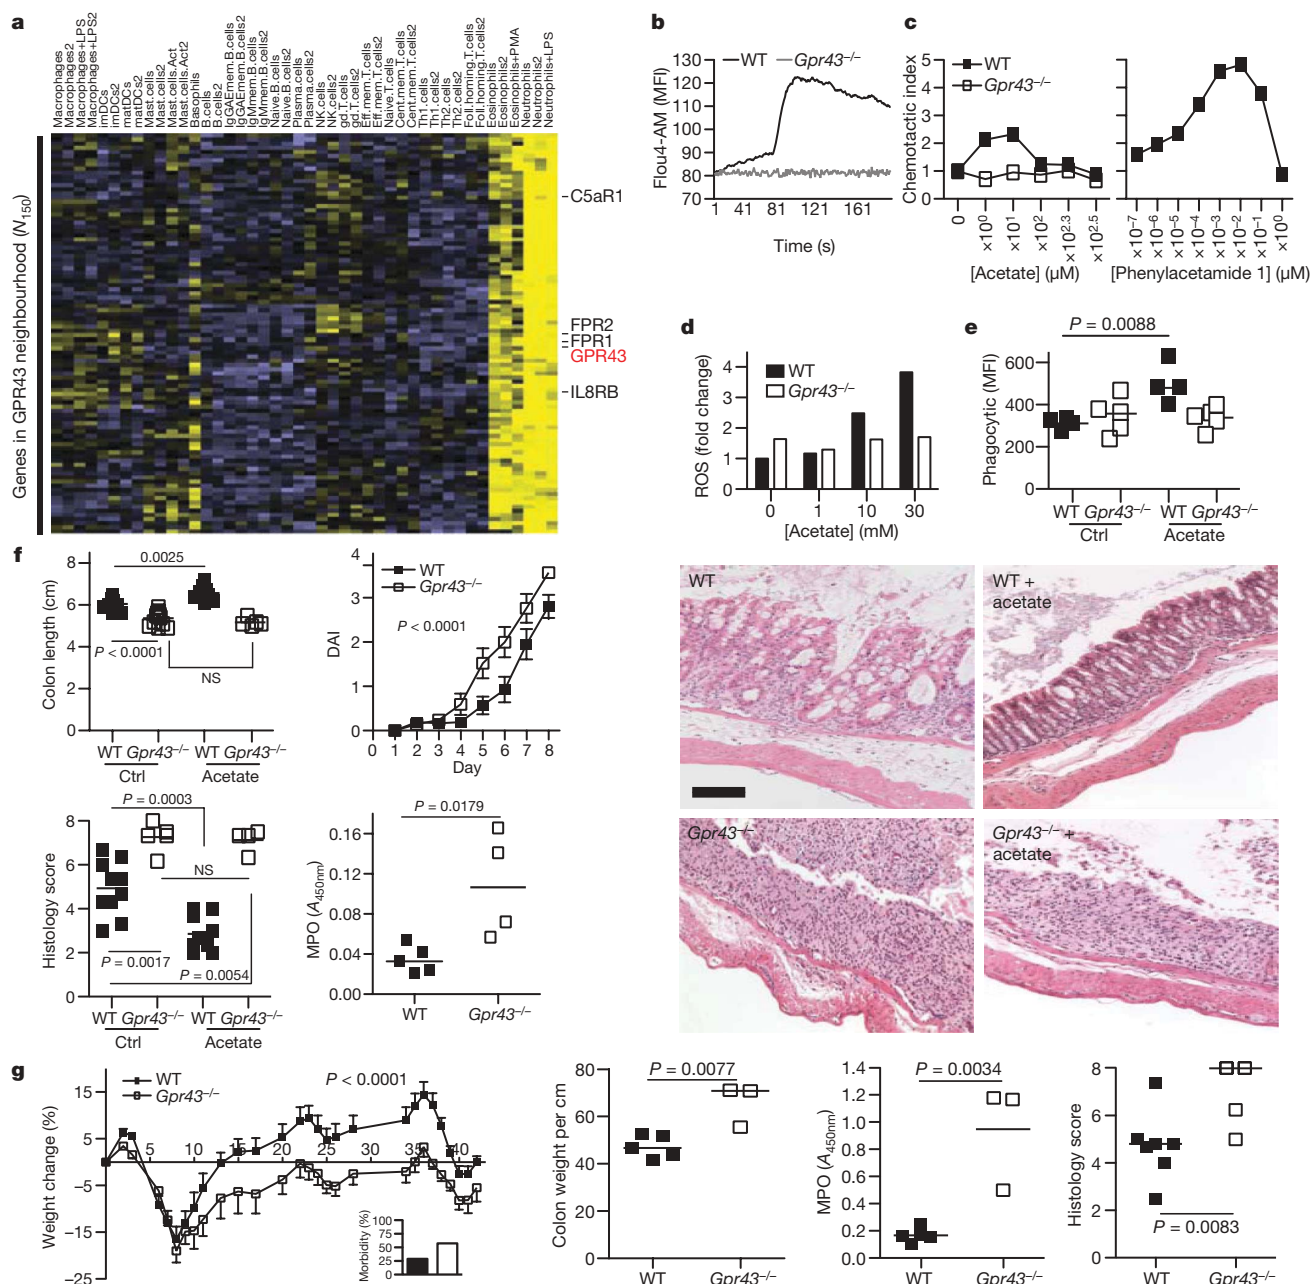 a
Macrophages
Macrophages2
Macrophages+LPS
Macrophages+LPS2
imDCs
imDCs2
matDCs
matDCs2
Mast.cells
Mast.cells2
Mast.cells.Act
Mast.cells.Act2
Basophils
B.cells
B.cells2
IgGAEmem.B.cells
IgGAEmem.B.cells2
IgMmem.B.cells
IgMmem.B.cells2
Naive.B.cells
Naive.B.cells2
Plasma.cells
Plasma.cells2
NK.cells
NK.cells2
gd.T.cells
gd.T.cells2
Eff.mem.T.cells
Eff.mem.T.cells2
Naive.T.cells
Cent.mem.T.cells
Cent.mem.T.cells2
Th1.cells
Th1.cells2
Th2.cells
Th2.cells2
Foll.homing.T.cells
Foll.homing.T.cells2
Eosinophils
Eosinophils2
Eosinophils+PMA
Neutrophils
Neutrophils2
Neutrophils+LPS
Genes in GPR43 neighbourhood (N150)
C5aR1
FPR2
FPR1
GPR43
IL8RB
b
WT Gpr43–/–
Flou4-AM (MFI)
130
120
110
100
90
80
70
1 41 81 121 161
Time (s)
c
WT
Gpr43–/–
Chemotactic index
5
4
3
2
1
0
0 ×10^0 ×10^1 ×10^2 ×10^2.3 ×10^2.5
[Acetate] (µM)
×10^–7 ×10^–6 ×10^–5 ×10^–4 ×10^–3 ×10^–2 ×10^–1 ×10^0
[Phenylacetamide 1] (µM)
d
WT
Gpr43–/–
ROS (fold change)
4
3
2
1
0
0 1 10 30
[Acetate] (mM)
e
P = 0.0088
Phagocytic (MFI)
600
400
200
0
WT Gpr43–/– WT Gpr43–/–
Ctrl Acetate
f
0.0025
Colon length (cm)
8
6
4
2
0
P < 0.0001
NS
WT Gpr43–/– WT Gpr43–/–
Ctrl Acetate
WT
Gpr43–/–
P < 0.0001
DAI
4
3
2
1
0
0 1 2 3 4 5 6 7 8
Day
P = 0.0003
Histology score
8
6
4
2
0
NS
P = 0.0017
P = 0.0054
WT Gpr43–/– WT Gpr43–/–
Ctrl Acetate
P = 0.0179
MPO (A450nm)
0.16
0.12
0.08
0.04
0.00
WT Gpr43–/–
WT
WT +
acetate
Gpr43–/–
Gpr43–/– +
acetate
g
WT
Gpr43–/–
P < 0.0001
Weight change (%)
15
5
–5
–15
–25
5 10 15 20 25 30 35 40
Morbidity (%)
100
75
50
25
0
P = 0.0077
Colon weight per cm
80
60
40
20
0
WT Gpr43–/–
P = 0.0034
MPO (A450nm)
1.4
1.2
1.0
0.8
0.6
0.4
0.2
0.0
WT Gpr43–/–
Histology score
8
6
4
2
0
P = 0.0083
WT Gpr43–/–